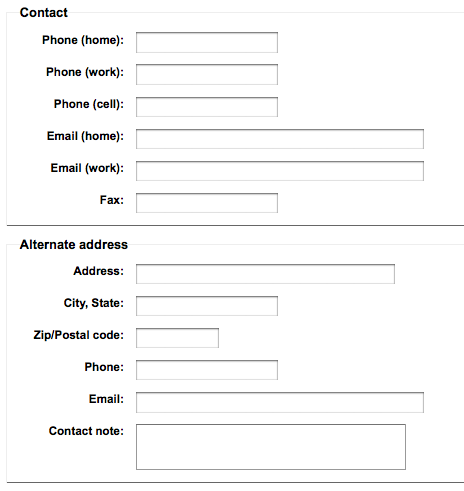 Contact
Phone (home):
Phone (work):
Phone (cell):
Email (home):
Email (work):
Fax:
Alternate address
Address:
City, State:
Zip/Postal code:
Phone:
Email:
Contact note: